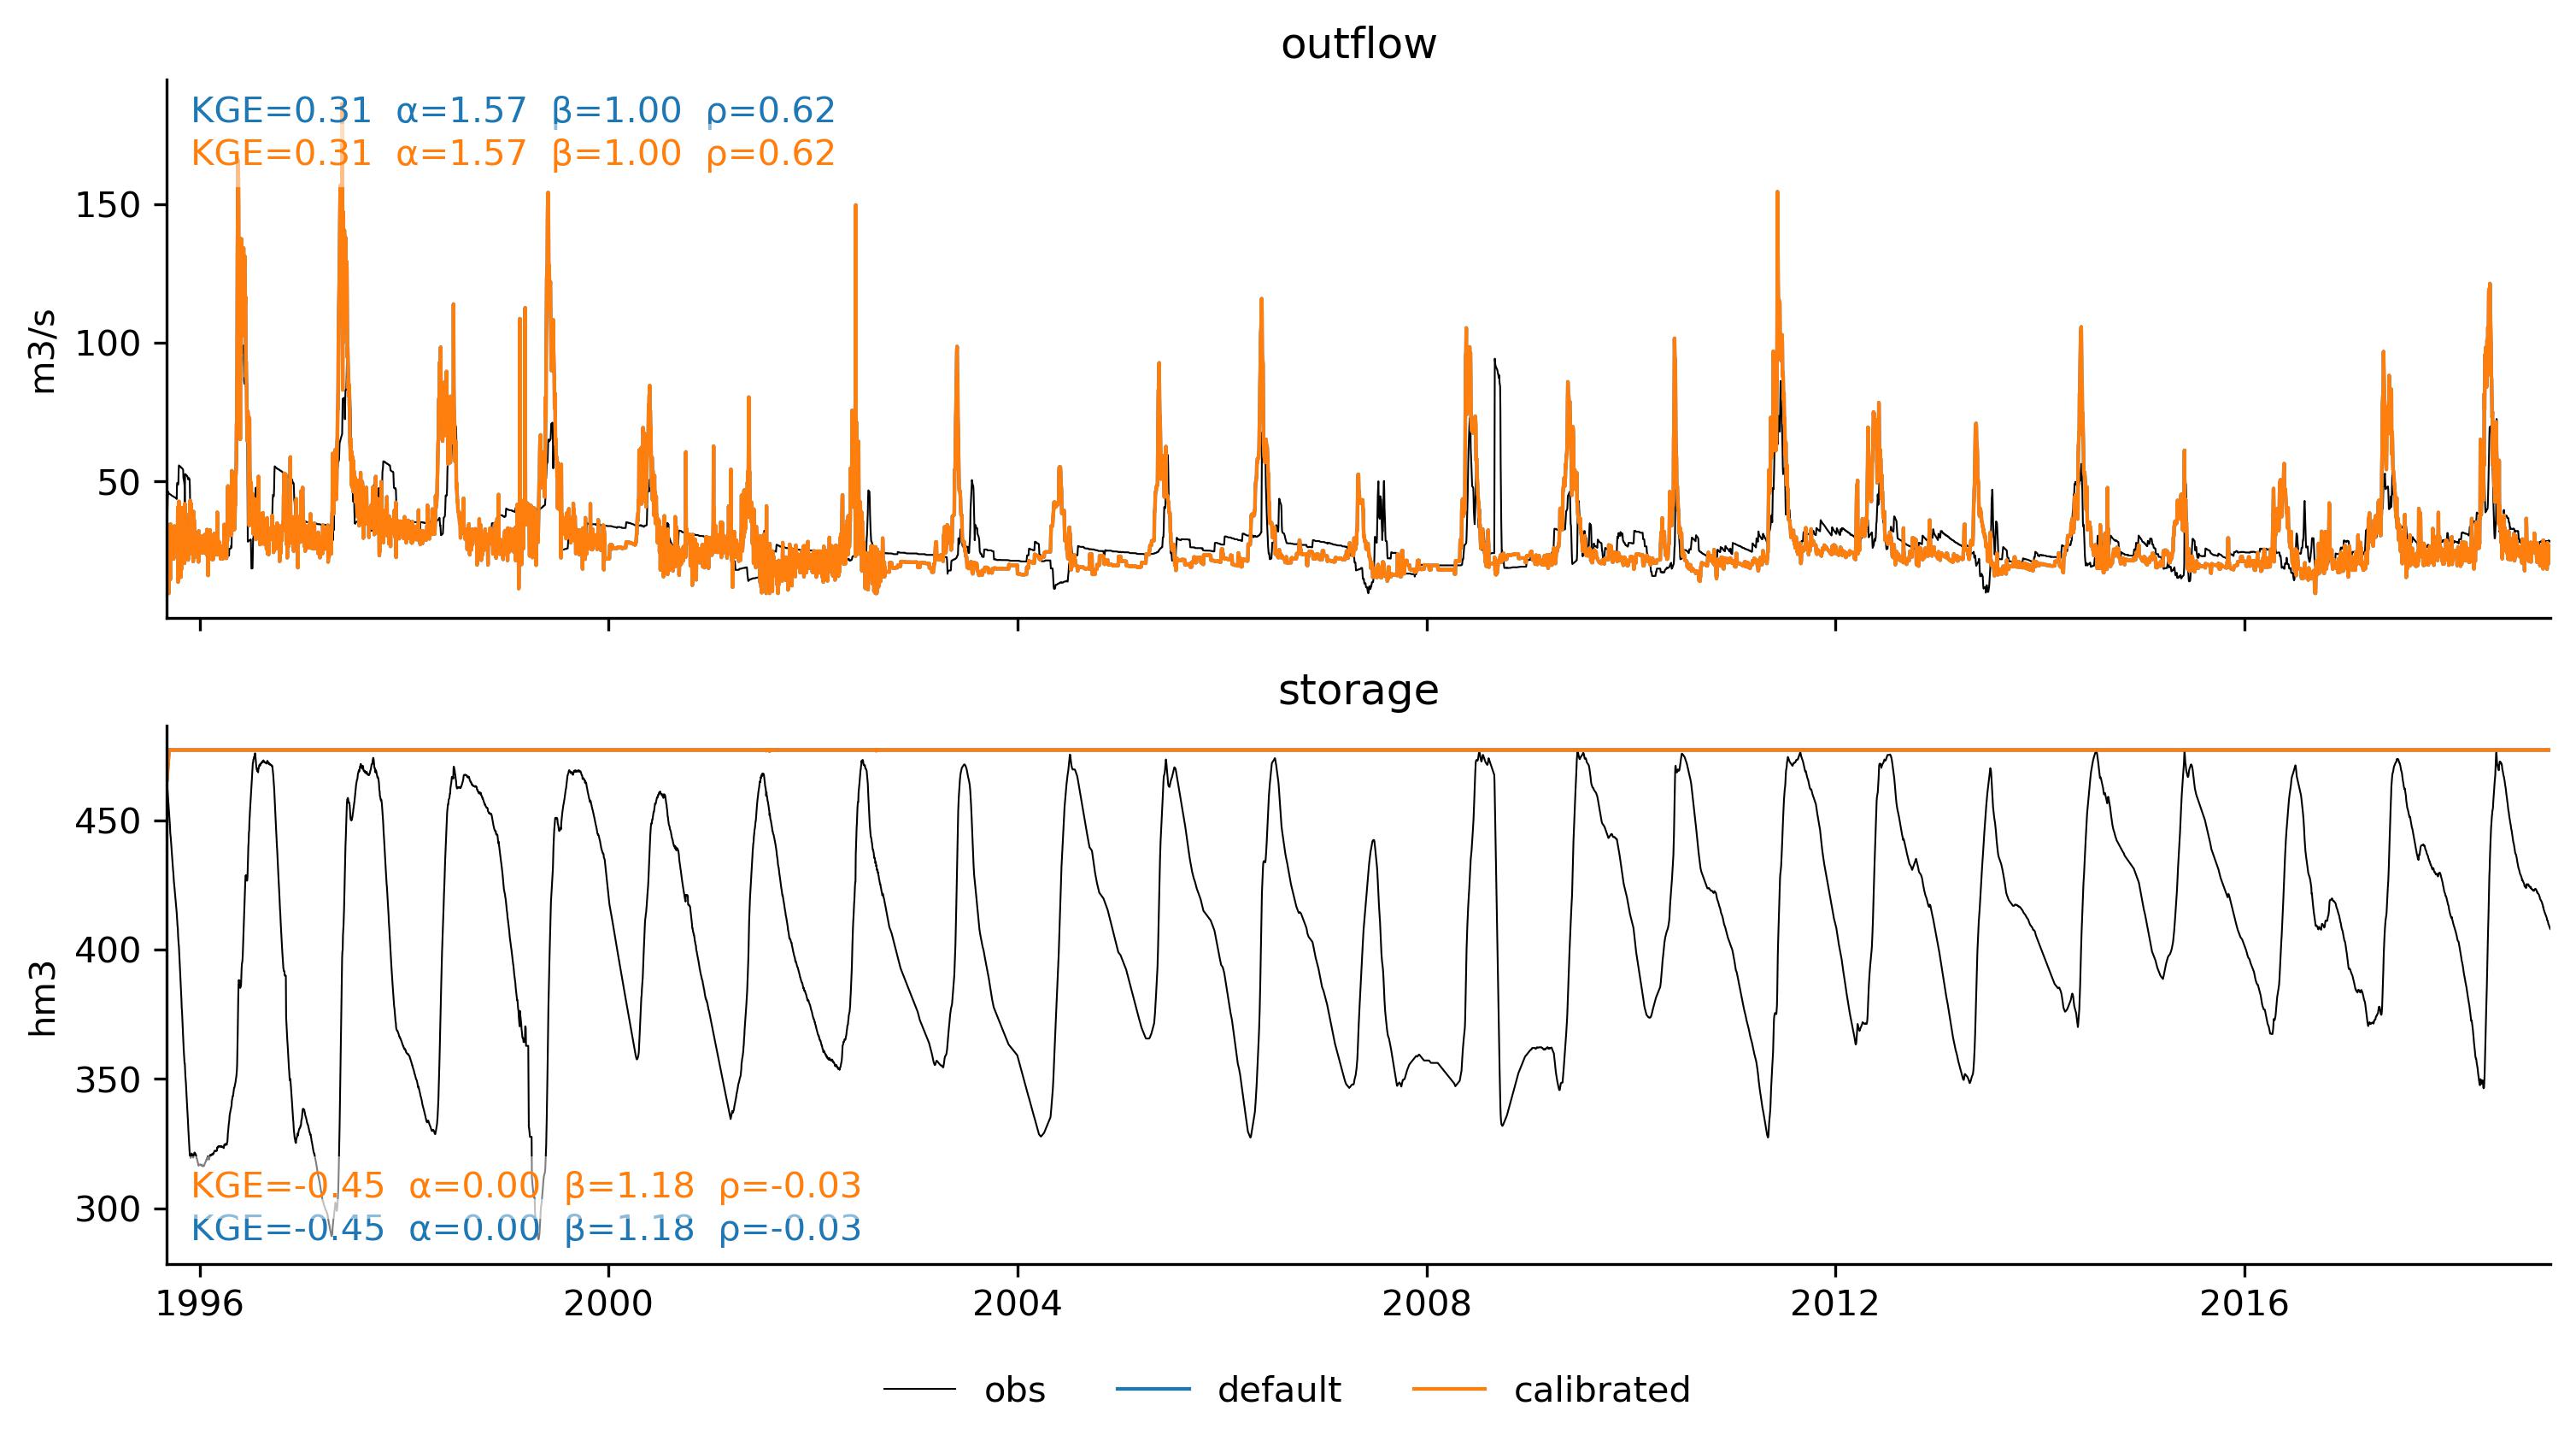 outflow
KGE=0.31 α=1.57 β=1.00 ρ=0.62
KGE=0.31 α=1.57 β=1.00 ρ=0.62
150
100
50
m3/s
storage
450
400
350
300
hm3
KGE=-0.45 α=0.00 β=1.18 ρ=-0.03
KGE=-0.45 α=0.00 β=1.18 ρ=-0.03
1996 2000 2004 2008 2012 2016
obs default calibrated